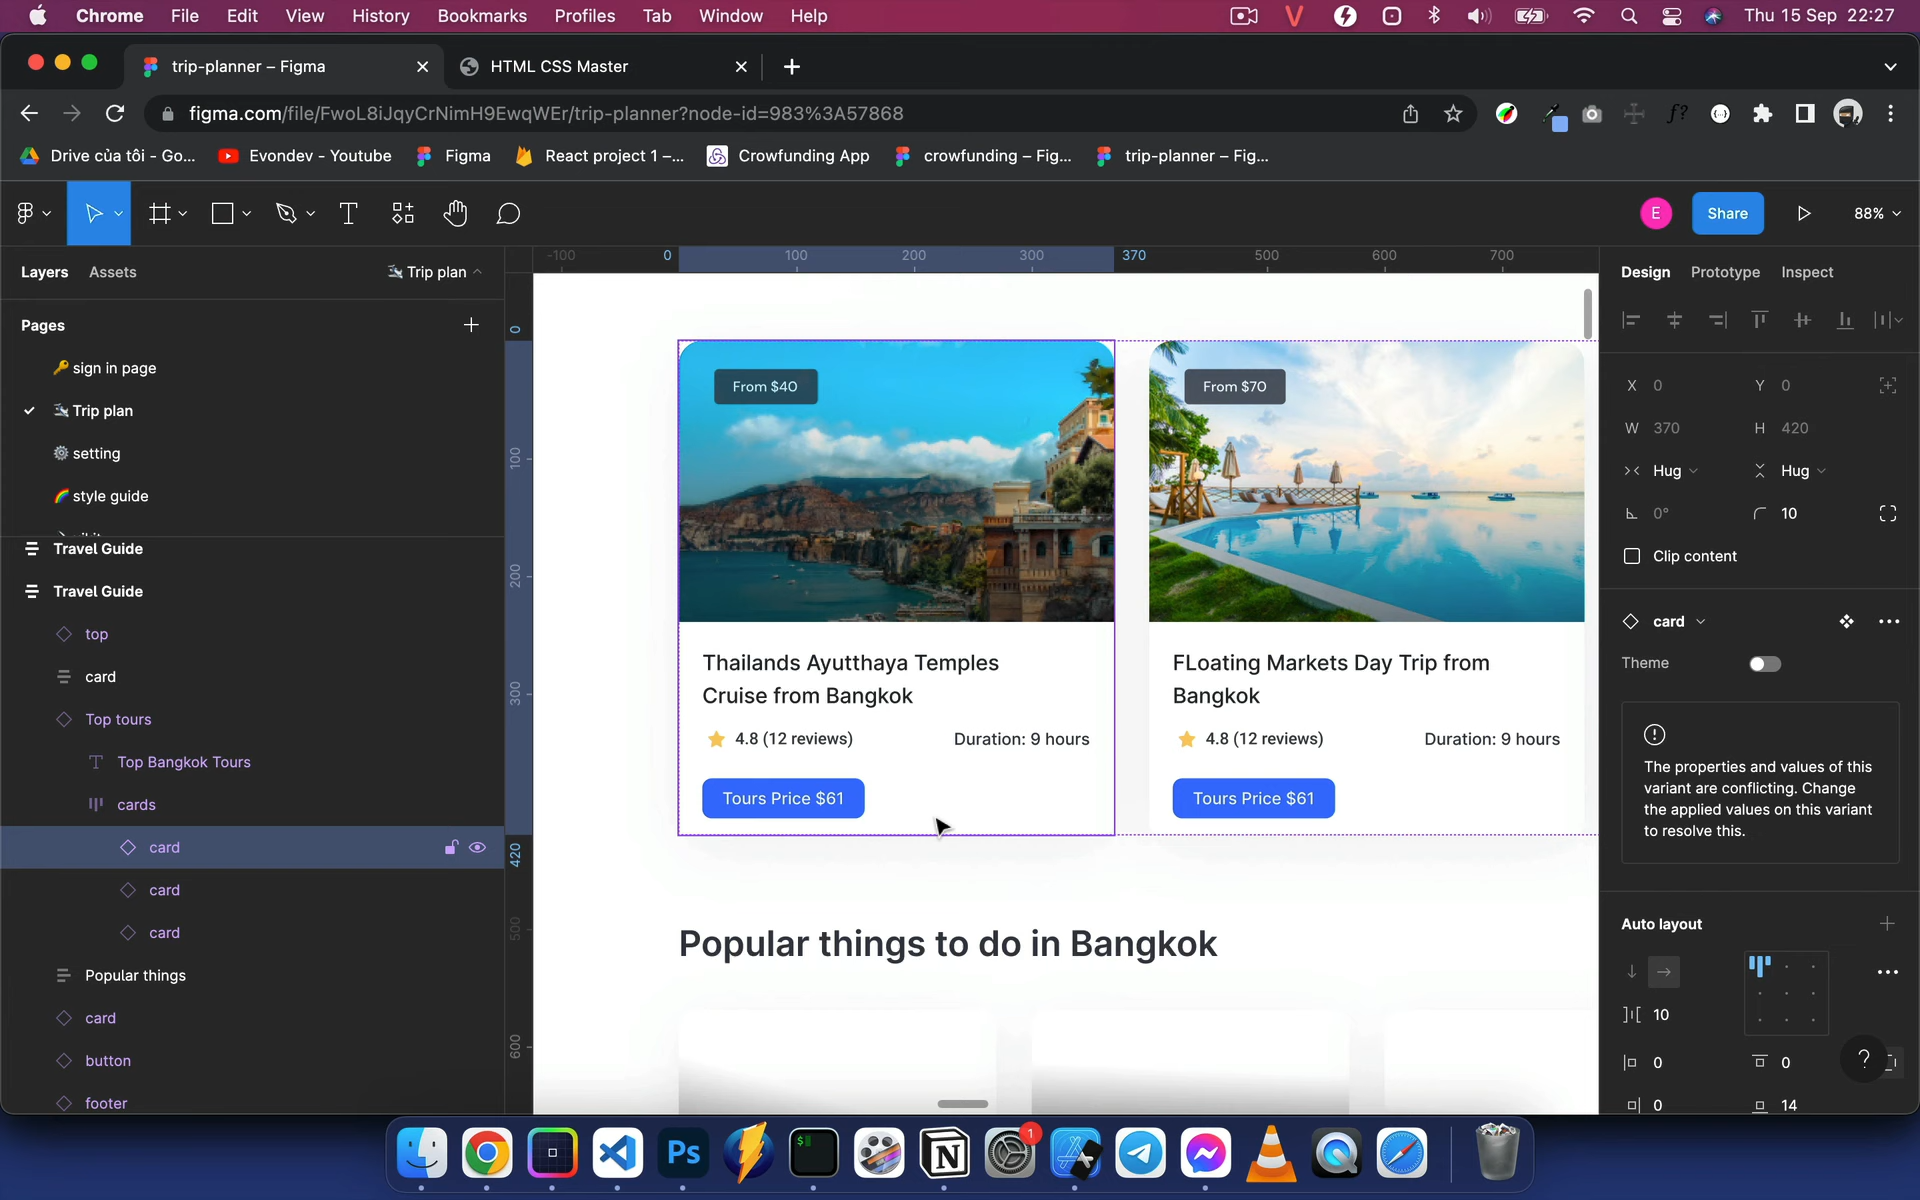 Chrome File Edit View History Bookmarks Profiles Tab Window Help
Thu 15 Sep 22:27
trip-planner – Figma
HTML CSS Master
figma.com/file/FwoL8iJqyCrNimH9EwqWEr/trip-planner?node-id=983%3A57868
Drive của tôi - Go...
Evondev - Youtube
Figma
React project 1 –...
Crowfunding App
crowfunding – Fig...
trip-planner – Fig...
E
Share
88%
Layers
Assets
Trip plan
Pages
sign in page
Trip plan
setting
style guide
Travel Guide
Travel Guide
top
card
Top tours
Top Bangkok Tours
cards
card
card
card
Popular things
card
button
footer
-100 0 100 200 300 370 500 600 700
0
100
200
300
420
500
600
From $40
From $70
Thailands Ayutthaya Temples
Cruise from Bangkok
4.8 (12 reviews)
Duration: 9 hours
Tours Price $61
FLoating Markets Day Trip from
Bangkok
4.8 (12 reviews)
Duration: 9 hours
Tours Price $61
Popular things to do in Bangkok
Design
Prototype
Inspect
X 0
Y 0
W 370
H 420
Hug
Hug
0°
10
Clip content
card
Theme
The properties and values of this
variant are conflicting. Change
the applied values on this variant
to resolve this.
Auto layout
10
0
0
0
14
?
Ps
$
N
1